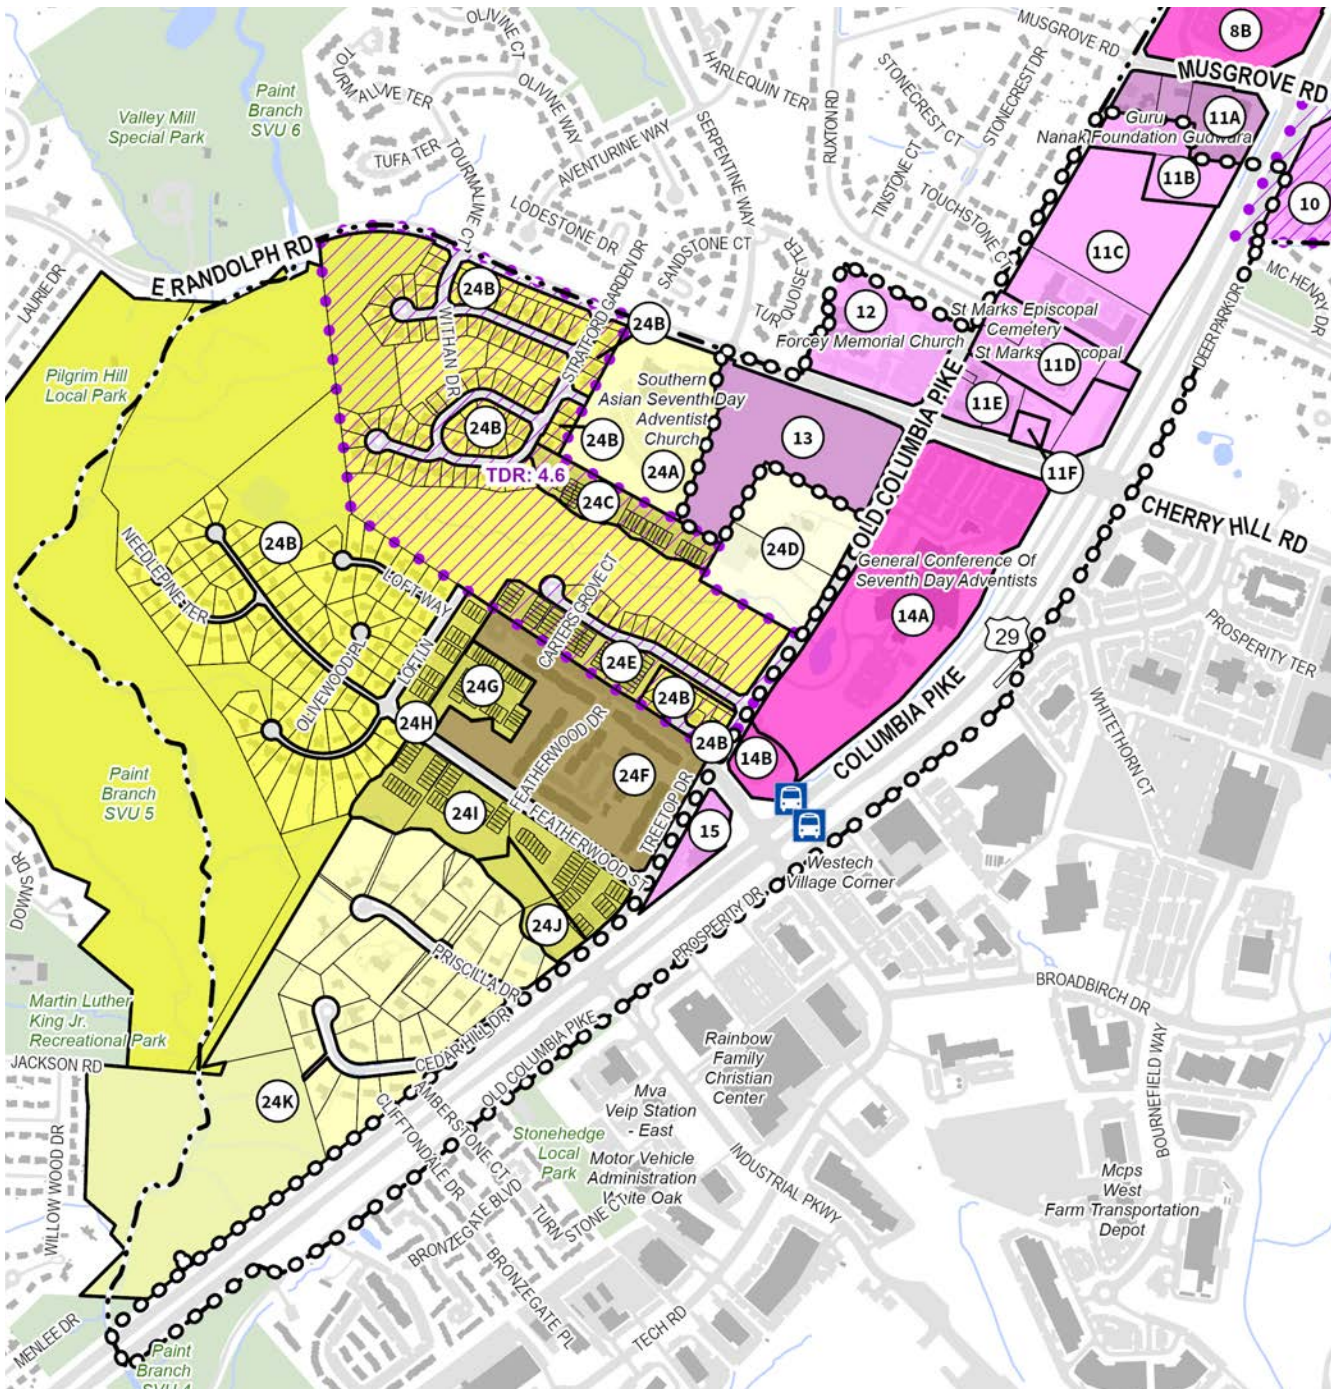 OLIVINE CT
MUSGROVE RD
8B
MUSGROVE RD
HARLEQUIN TER
STONECREST CT
STONECREST DR
RUXTON RD
OLIVINE WAY
Paint
Branch
SVU 6
Valley Mill
Special Park
TUFA TER
TOURMALINE CT
AVENTURINE WAY
SERPENTINE WAY
Guru
Nanak Foundation Gudwara
11A
11B
10
TINSTONE CT
TOUCHSTONE CT
LODESTONE DR
SANDSTONE CT
11C
MC HENRY DR
DEER PARK DR
E RANDOLPH RD
LAURIE DR
24B
STRATFORD GARDEN DR
24B
12
Forcey Memorial Church
St Marks Episcopal
Cemetery
11D
11E
11F
WITHAN DR
Pilgrim Hill
Local Park
Southern
Asian Seventh Day
Adventist
Church
24B
24B
24A
13
OLD COLUMBIA PIKE
TDR: 4.6
24C
CHERRY HILL RD
24D
General Conference Of
Seventh Day Adventists
14A
29
PROSPERITY TER
24B
NEEDLEPINE TER
LOFT WAY
LOFT LN
CARTERS GROVE CT
24E
24B
24G
24H
24B
14B
COLUMBIA PIKE
WHITETHORN CT
FEATHERWOOD DR
24F
TREETOP DR
Paint
Branch
SVU 5
24I
FEATHERWOOD ST
15
Westech
Village Corner
DOWNS DR
24J
PROSPERITY DR
PRISCILLA DR
BROADBIRCH DR
Martin Luther
King Jr.
Recreational Park
JACKSON RD
CEDAR HILL DR
OLD COLUMBIA PIKE
Rainbow
Family
Christian
Center
24K
AMBERSTONE CT
CLIFFTONDALE DR
Mva
Veip Station
- East
Stonehedge
Local
Park
Motor Vehicle
Administration
White Oak
INDUSTRIAL PKWY
BOURNEFIELD WAY
WILLOW WOOD DR
Mcps
West
Farm Transportation
Depot
BRONZEGATE BLVD
TURN
STONE CT
BRONZEGATE PL
TECH RD
MENLEE DR
Paint
Branch
SVU 4